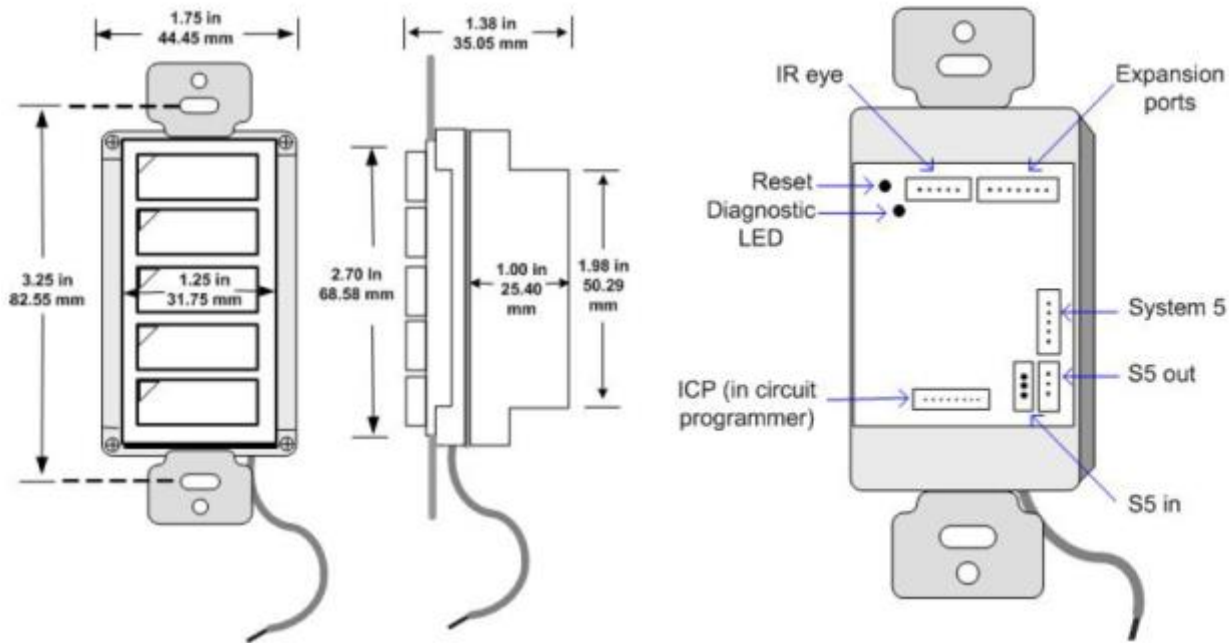 1.75 in
44.45 mm
3.25 in
82.55 mm
1.25 in
31.75 mm
1.38 in
35.05 mm
2.70 In
68.58 mm
1.00 in
25.40
mm
1.98 in
50.29
mm
IR eye
Expansion
ports
Reset
Diagnostic
LED
System 5
S5 out
ICP (in circuit
programmer)
S5 in